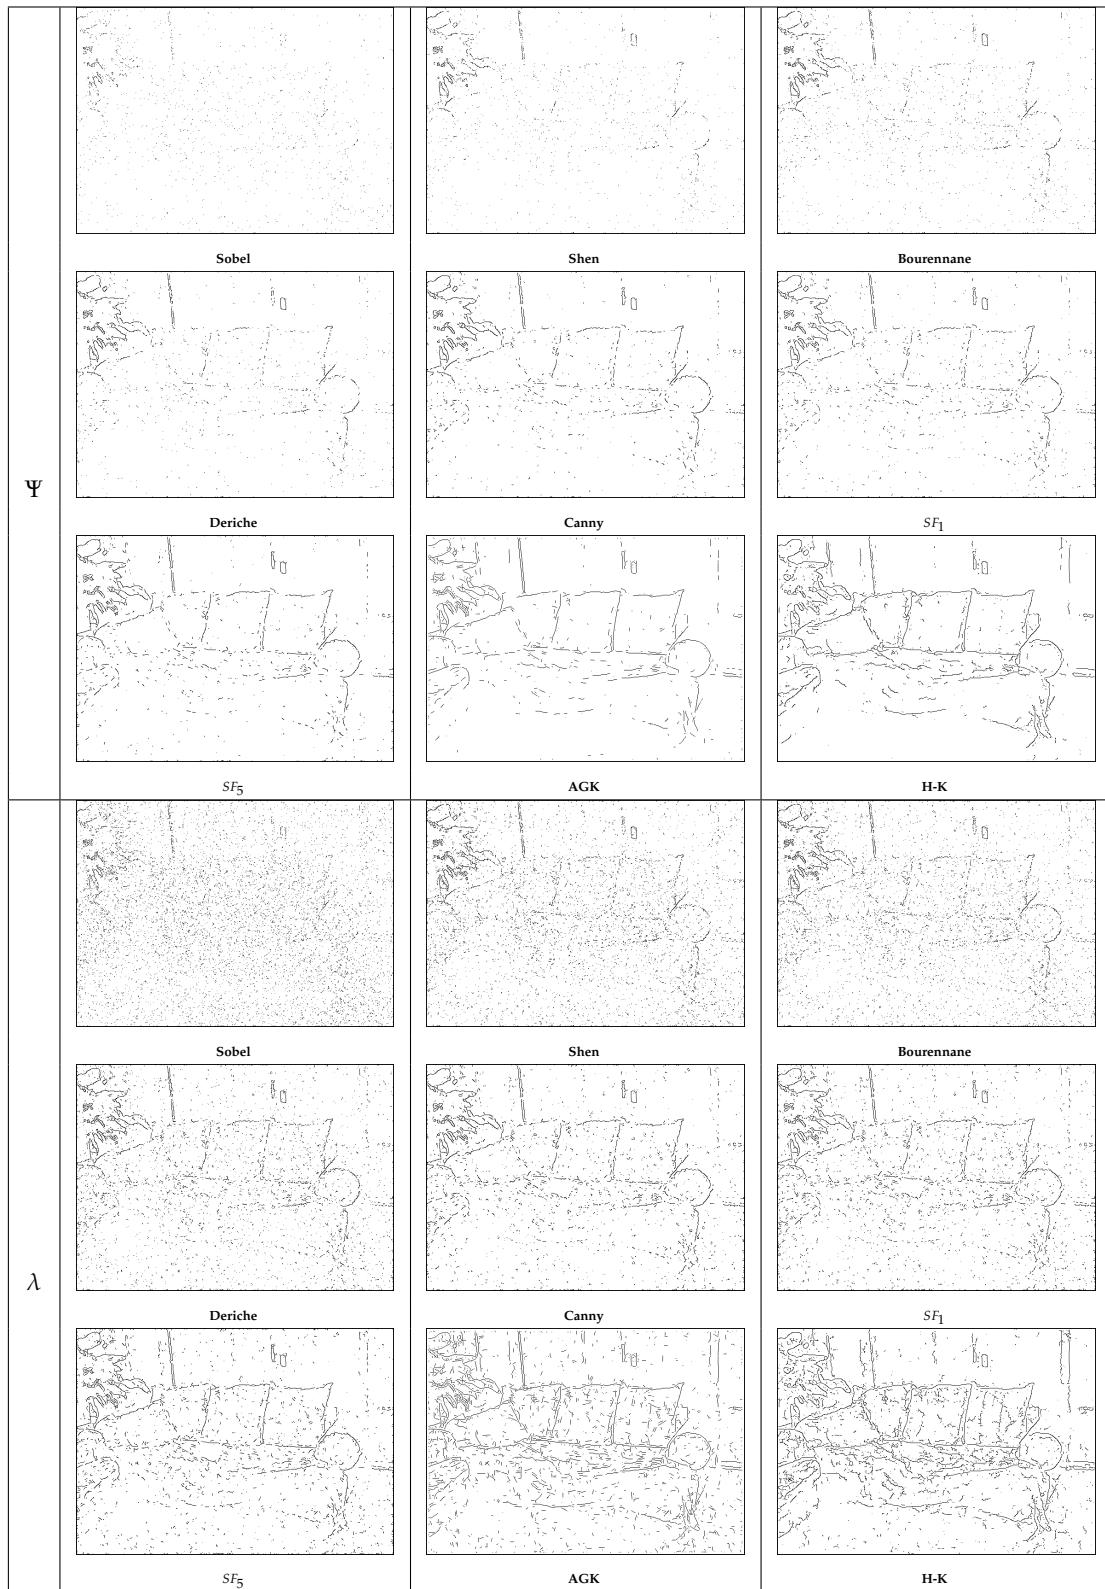 Sobel Shen Bourennane
Ψ
Deriche Canny SF1
SF5 AGK H-K
Sobel Shen Bourennane
λ
Deriche Canny SF1
SF5 AGK H-K